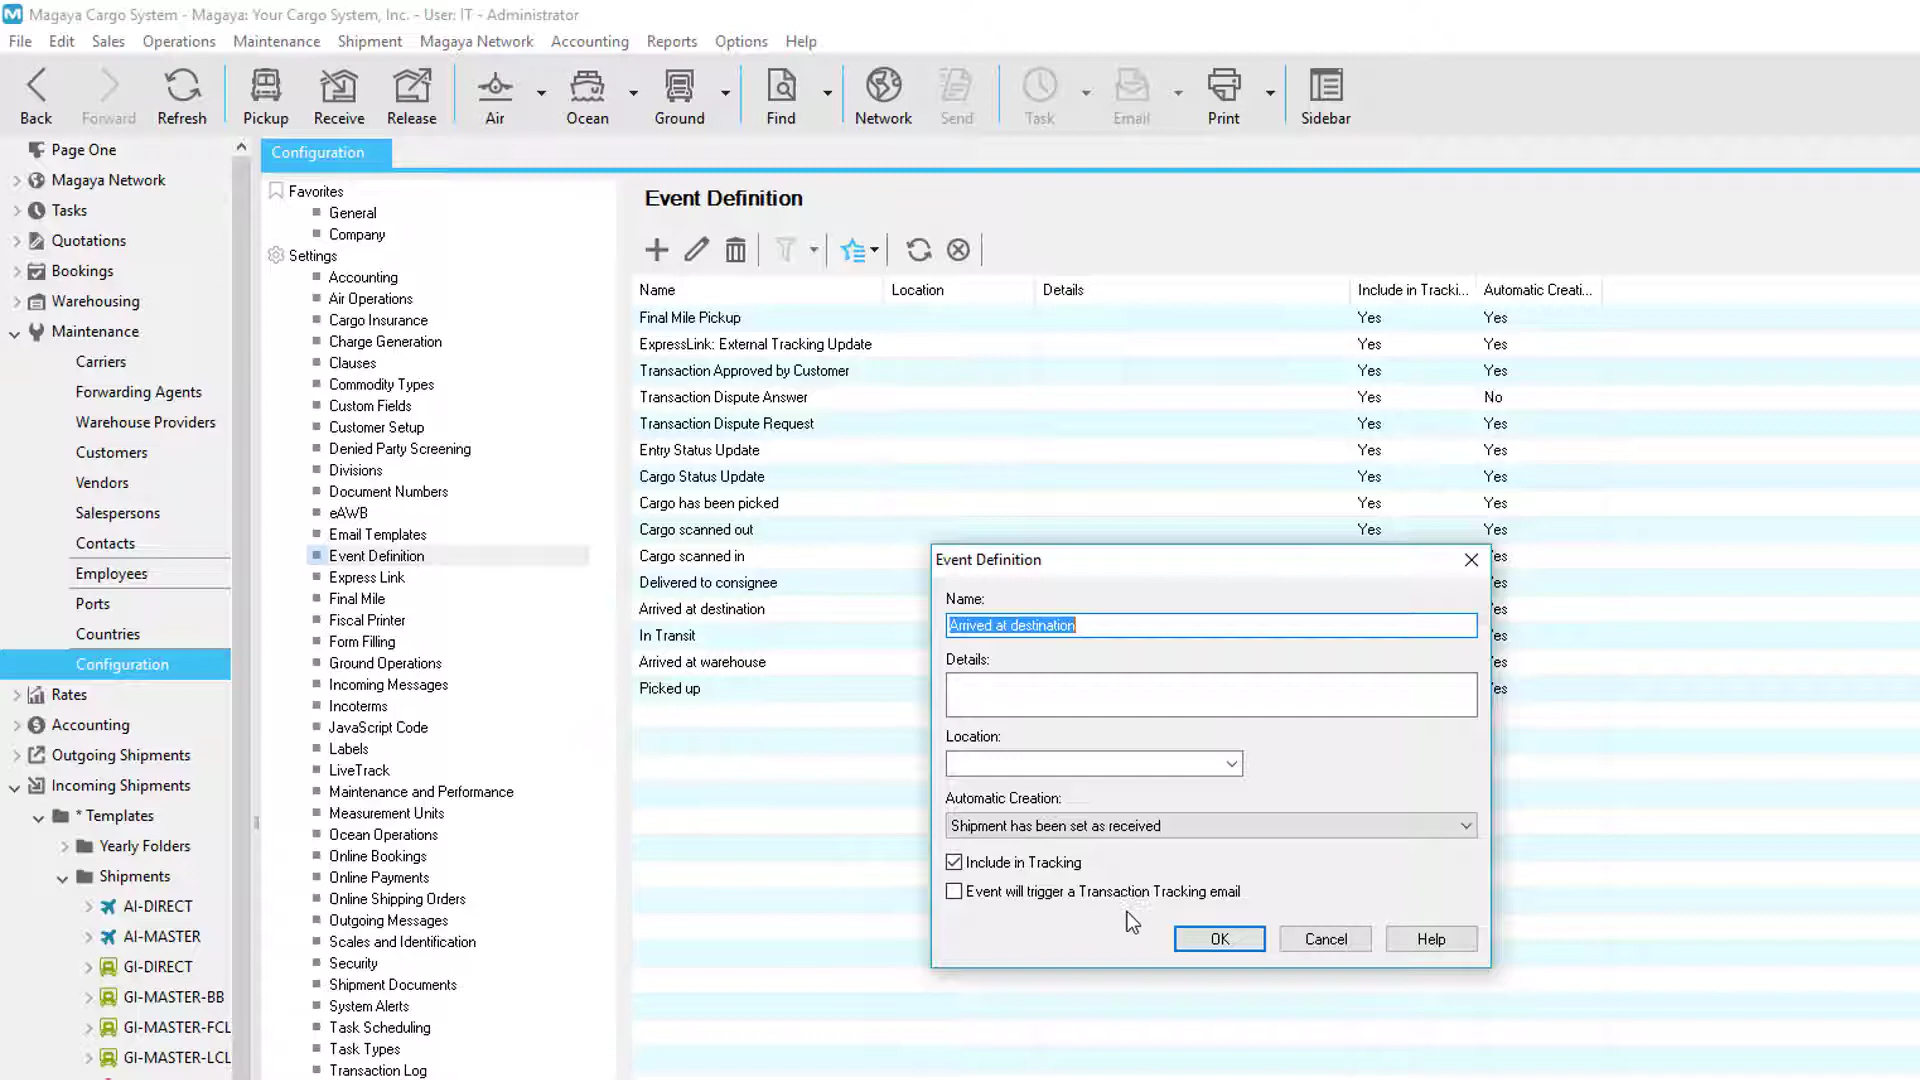 Magaya Cargo System - Magaya: Your Cargo System, Inc. - User: IT - Administrator
File Edit Sales Operations Maintenance Shipment Magaya Network Accounting Reports Options Help
Back Forward Refresh Pickup Receive Release Air Ocean Ground Find Network Send Task Email Print Sidebar
Page One
Magaya Network
Tasks
Quotations
Bookings
Warehousing
Maintenance
Carriers
Forwarding Agents
Warehouse Providers
Customers
Vendors
Salespersons
Contacts
Employees
Ports
Countries
Configuration
Rates
Accounting
Outgoing Shipments
Incoming Shipments
* Templates
Yearly Folders
Shipments
AI-DIRECT
AI-MASTER
GI-DIRECT
GI-MASTER-BB
GI-MASTER-FCL
GI-MASTER-LCL
Configuration
Favorites
General
Company
Settings
Accounting
Air Operations
Cargo Insurance
Charge Generation
Clauses
Commodity Types
Custom Fields
Customer Setup
Denied Party Screening
Divisions
Document Numbers
eAWB
Email Templates
Event Definition
Express Link
Final Mile
Fiscal Printer
Form Filling
Ground Operations
Incoming Messages
Incoterms
JavaScript Code
Labels
LiveTrack
Maintenance and Performance
Measurement Units
Ocean Operations
Online Bookings
Online Payments
Online Shipping Orders
Outgoing Messages
Scales and Identification
Security
Shipment Documents
System Alerts
Task Scheduling
Task Types
Transaction Log
Event Definition
Name Location Details Include in Tracki... Automatic Creati...
Final Mile Pickup Yes Yes
ExpressLink: External Tracking Update Yes Yes
Transaction Approved by Customer Yes Yes
Transaction Dispute Answer Yes No
Transaction Dispute Request Yes Yes
Entry Status Update Yes Yes
Cargo Status Update Yes Yes
Cargo has been picked Yes Yes
Cargo scanned out Yes Yes
Cargo scanned in es
Delivered to consignee es
Arrived at destination es
In Transit es
Arrived at warehouse es
Picked up es
Event Definition
Name:
Arrived at destination
Details:
Location:
Automatic Creation:
Shipment has been set as received
Include in Tracking
Event will trigger a Transaction Tracking email
OK Cancel Help